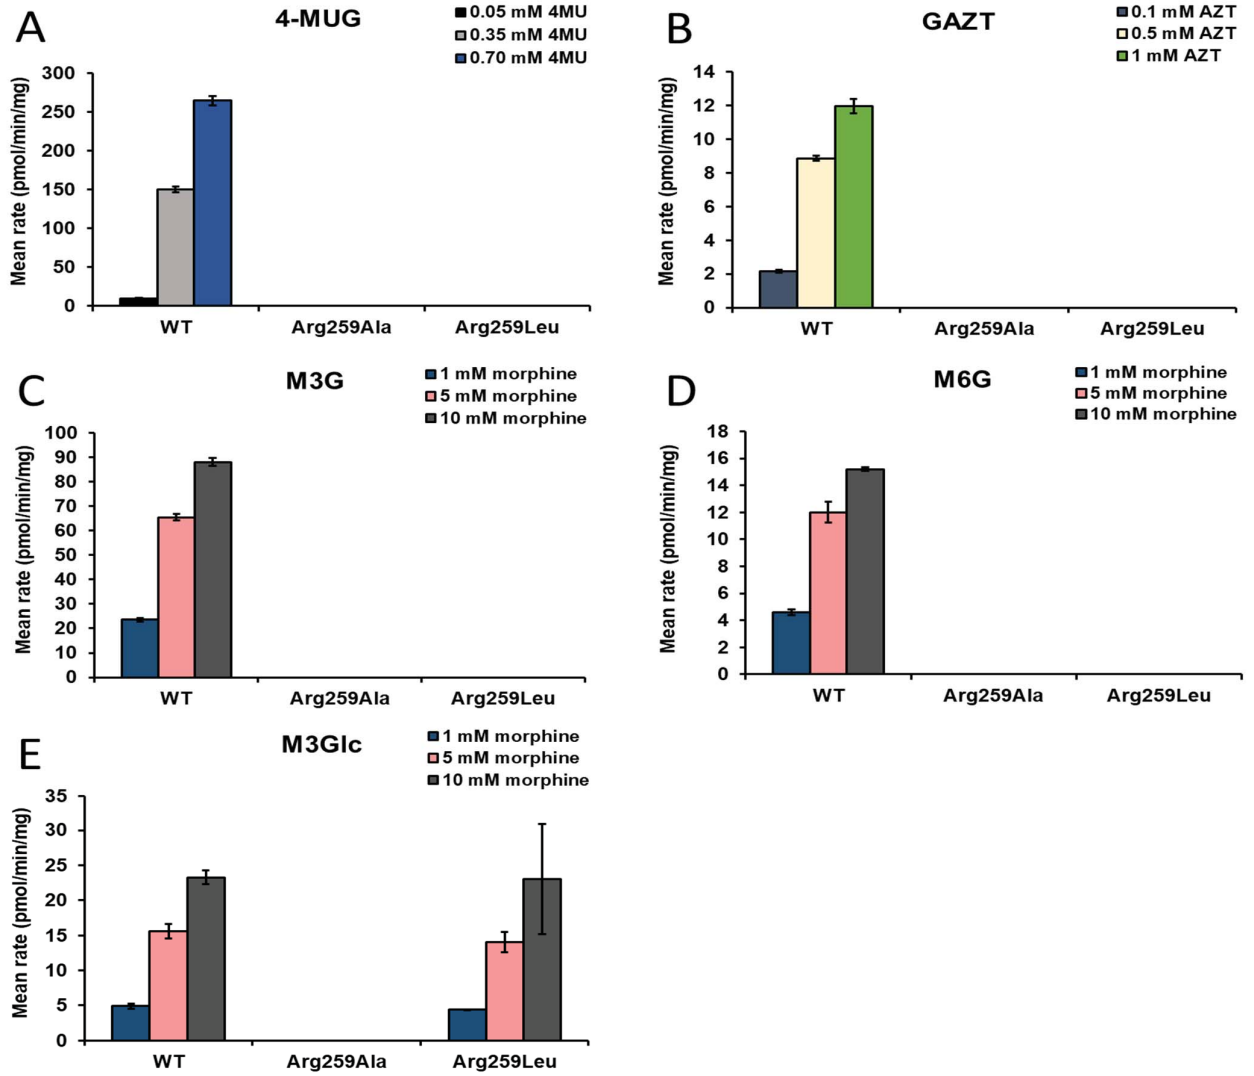 A
4-MUG
0.05 mM 4MU
0.35 mM 4MU
0.70 mM 4MU
Mean rate (pmol/min/mg)
300
250
200
150
100
50
0
WT Arg259Ala Arg259Leu
B
GAZT
0.1 mM AZT
0.5 mM AZT
1 mM AZT
Mean rate (pmol/min/mg)
14
12
10
8
6
4
2
0
WT Arg259Ala Arg259Leu
C
M3G
1 mM morphine
5 mM morphine
10 mM morphine
Mean rate (pmol/min/mg)
100
90
80
70
60
50
40
30
20
10
0
WT Arg259Ala Arg259Leu
D
M6G
1 mM morphine
5 mM morphine
10 mM morphine
Mean rate (pmol/min/mg)
18
16
14
12
10
8
6
4
2
0
WT Arg259Ala Arg259Leu
E
M3Glc
1 mM morphine
5 mM morphine
10 mM morphine
Mean rate (pmol/min/mg)
35
30
25
20
15
10
5
0
WT Arg259Ala Arg259Leu